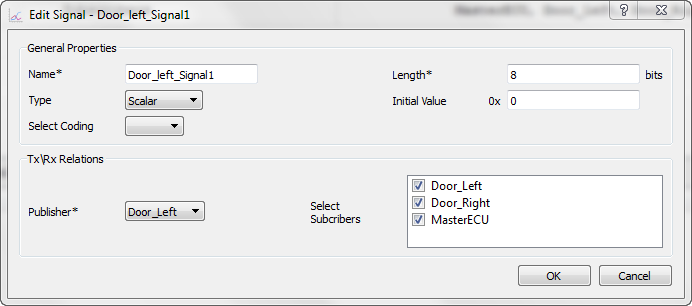 Edit Signal - Door_left_Signal1
General Properties
Name* Door_left_Signal1 Length* 8 bits
Type Scalar Initial Value 0x 0
Select Coding
Tx\Rx Relations
Publisher* Door_Left Select Subcribers
Door_Left
Door_Right
MasterECU
OK Cancel